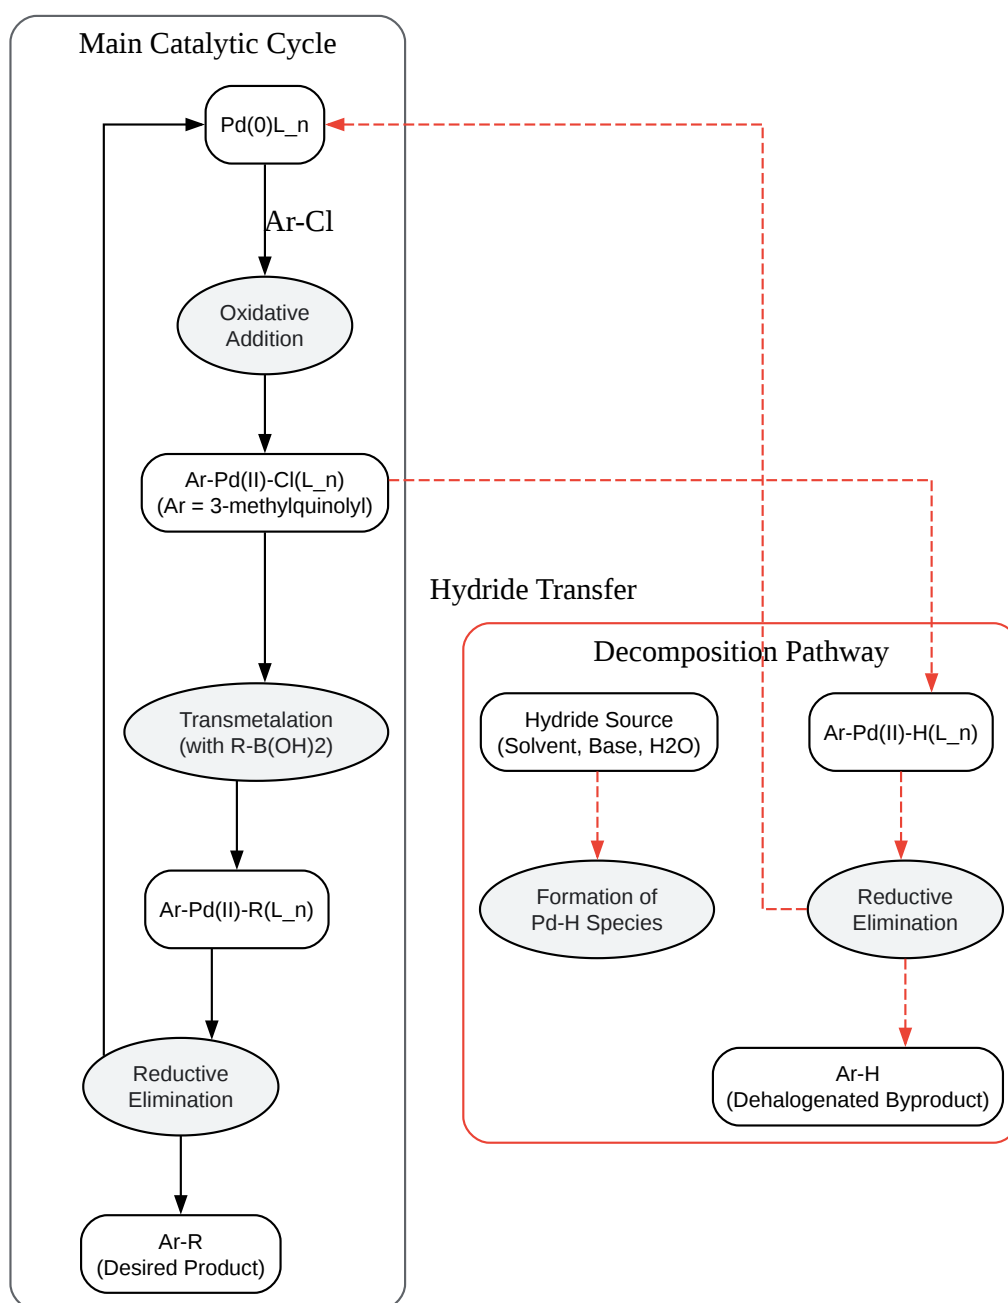 Main Catalytic Cycle
Pd(0)L_n
Ar-Cl
Oxidative
Addition
Ar-Pd(II)-Cl(L_n)
(Ar = 3-methylquinolyl)
Transmetalation
(with R-B(OH)2)
Ar-Pd(II)-R(L_n)
Reductive
Elimination
Ar-R
(Desired Product)
Hydride Transfer
Decomposition Pathway
Hydride Source
(Solvent, Base, H2O)
Formation of
Pd-H Species
Ar-Pd(II)-H(L_n)
Reductive
Elimination
Ar-H
(Dehalogenated Byproduct)